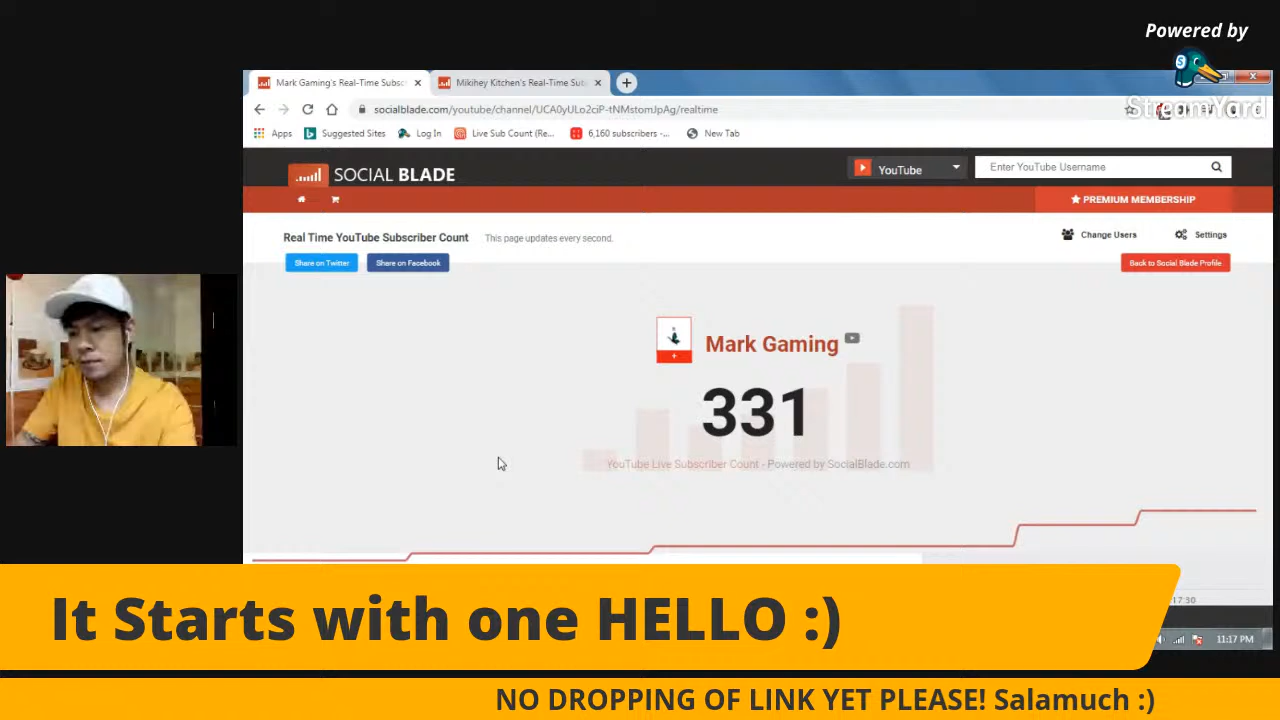 Powered by
StreamYard
Mark Gaming's Real-Time Subsc
Mikihey Kitchen's Real-Time Sub
socialblade.com/youtube/channel/UCA0yULo2ciP-tNMstomJpAg/realtime
Apps Suggested Sites Log In Live Sub Count (Re... 6,160 subscribers -... New Tab
SOCIAL BLADE YouTube Enter YouTube Username
PREMIUM MEMBERSHIP
Real Time YouTube Subscriber Count This page updates every second. Change Users Settings
Share on Twitter Share on Facebook Back to Social Blade Profile
Mark Gaming
331
YouTube Live Subscriber Count - Powered by SocialBlade.com
17:30
It Starts with one HELLO :)
11:17 PM
NO DROPPING OF LINK YET PLEASE! Salamuch :)